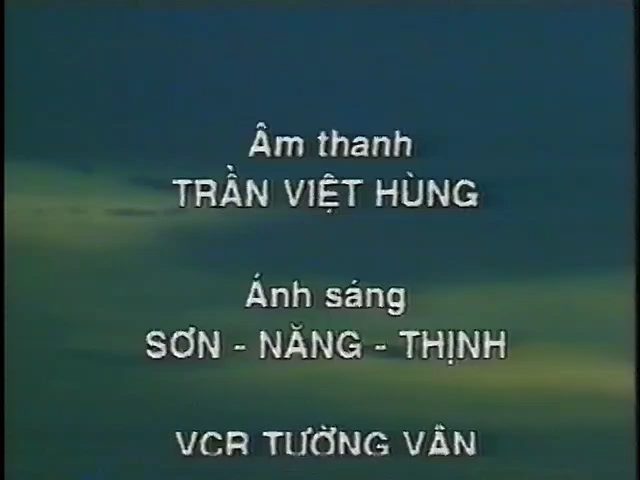 Âm thanh
TRẦN VIỆT HÙNG
Ánh sáng
SƠN - NĂNG - THỊNH
VCR TƯỜNG VÂN